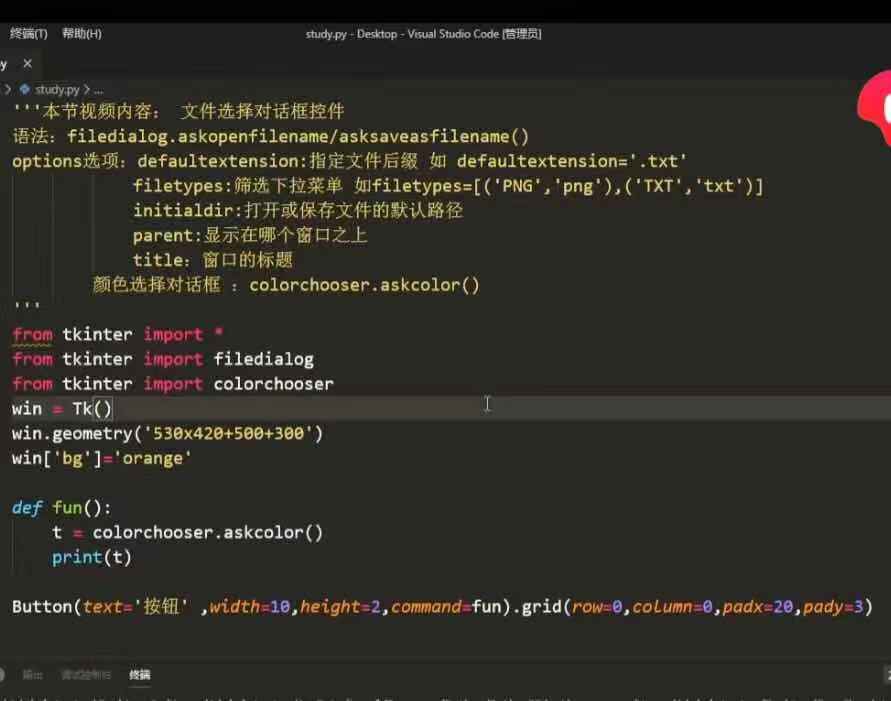 终端(T) 帮助(H) study.py - Desktop - Visual Studio Code [管理员]
y ×
> study.py > ...
'''本节视频内容： 文件选择对话框控件
语法：filedialog.askopenfilename/asksaveasfilename()
options选项：defaultextension:指定文件后缀 如 defaultextension='.txt'
filetypes:筛选下拉菜单 如filetypes=[('PNG','png'),('TXT','txt')]
initialdir:打开或保存文件的默认路径
parent:显示在哪个窗口之上
title：窗口的标题
颜色选择对话框 ：colorchooser.askcolor()
'''
from tkinter import *
from tkinter import filedialog
from tkinter import colorchooser
win = Tk()
win.geometry('530x420+500+300')
win['bg']='orange'
def fun():
t = colorchooser.askcolor()
print(t)
Button(text='按钮' ,width=10,height=2,command=fun).grid(row=0,column=0,padx=20,pady=3)
输出 调试控制台 终端